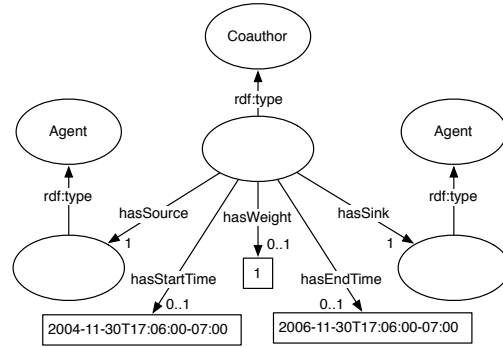 Coauthor
rdf:type
Agent
Agent
rdf:type
rdf:type
hasSource
hasWeight
hasSink
1
0..1
1
hasStartTime
1
hasEndTime
0..1
0..1
2004-11-30T17:06:00-07:00
2006-11-30T17:06:00-07:00